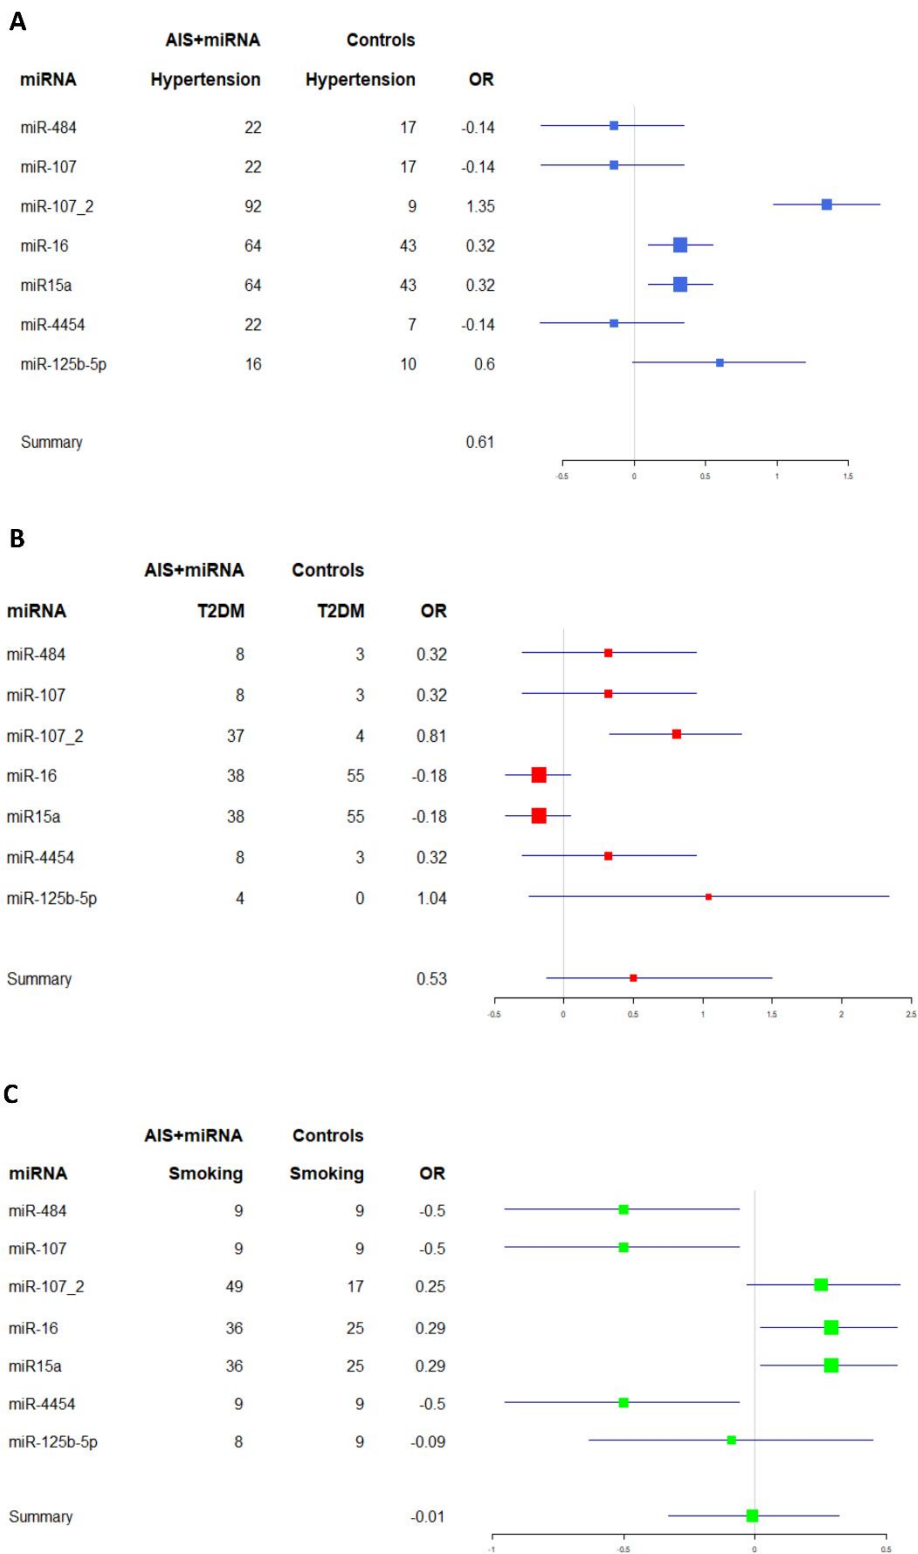 A
AIS+miRNA Controls
miRNA Hypertension Hypertension OR
miR-484 22 17 -0.14
miR-107 22 17 -0.14
miR-107_2 92 9 1.35
miR-16 64 43 0.32
miR15a 64 43 0.32
miR-4454 22 7 -0.14
miR-125b-5p 16 10 0.6
Summary 0.61
-0.5 0 0.5 1 1.5
B
AIS+miRNA Controls
miRNA T2DM T2DM OR
miR-484 8 3 0.32
miR-107 8 3 0.32
miR-107_2 37 4 0.81
miR-16 38 55 -0.18
miR15a 38 55 -0.18
miR-4454 8 3 0.32
miR-125b-5p 4 0 1.04
Summary 0.53
-0.5 0 0.5 1 1.5 2 2.5
C
AIS+miRNA Controls
miRNA Smoking Smoking OR
miR-484 9 9 -0.5
miR-107 9 9 -0.5
miR-107_2 49 17 0.25
miR-16 36 25 0.29
miR15a 36 25 0.29
miR-4454 9 9 -0.5
miR-125b-5p 8 9 -0.09
Summary -0.01
-1 -0.5 0 0.5